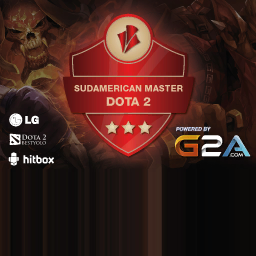 SUDAMERICAN MASTER
DOTA 2
LG
DOTA 2
BESTYOLO
hitbox
POWERED BY
G2A
.COM